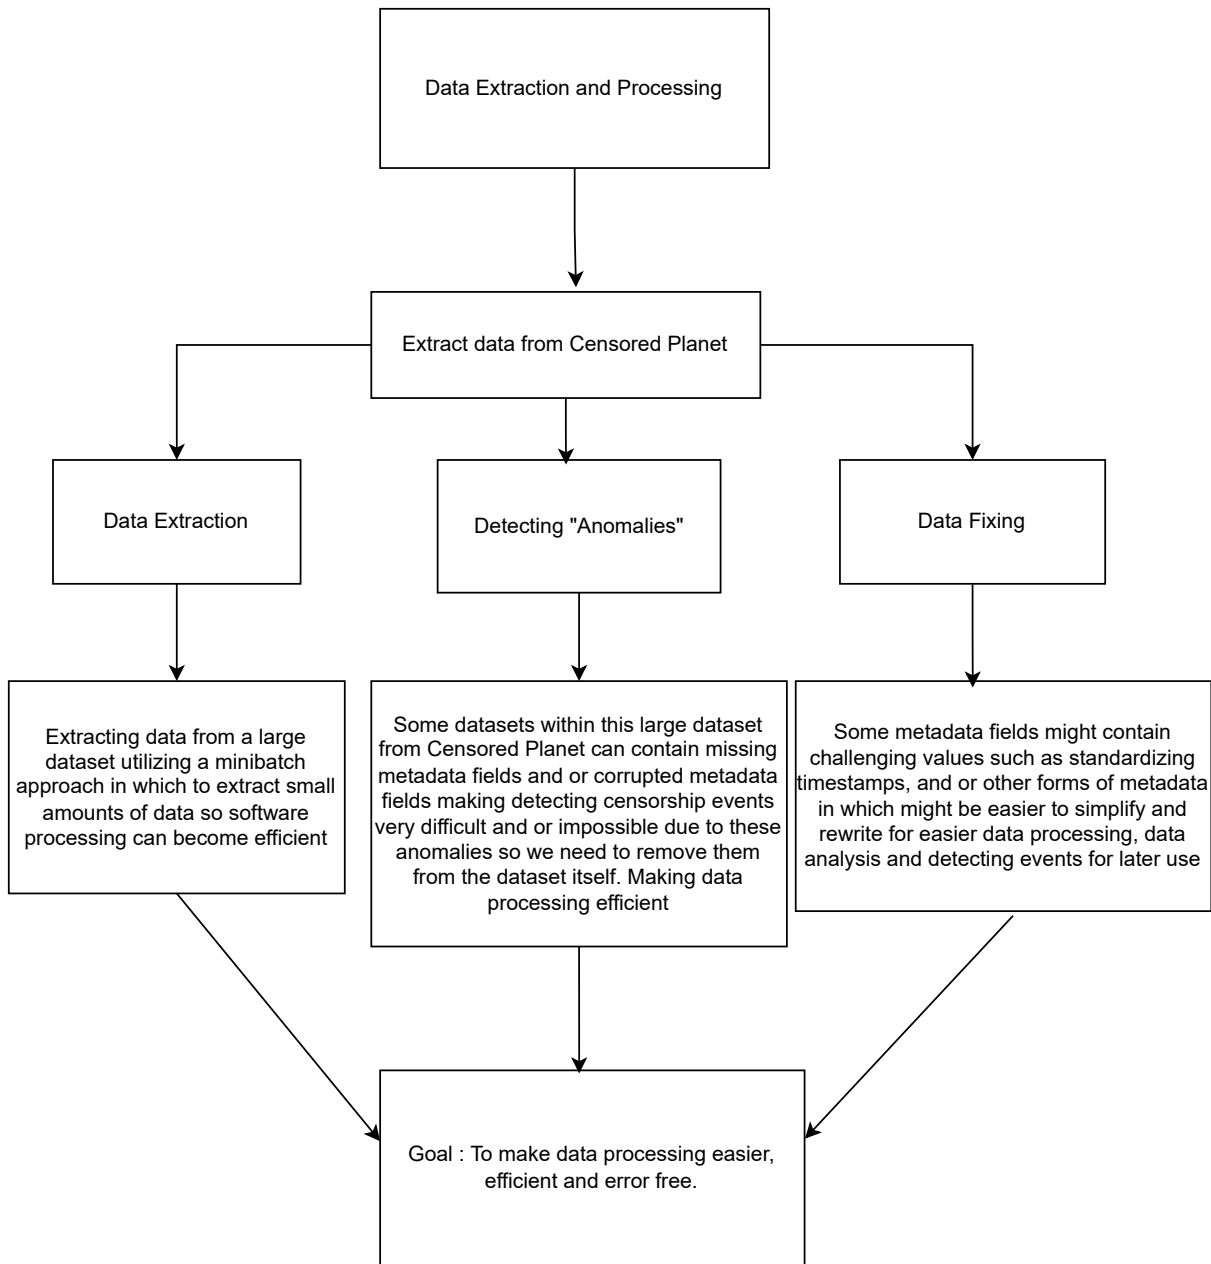 Data Extraction and Processing
Extract data from Censored Planet
Data Extraction
Detecting "Anomalies"
Data Fixing
Extracting data from a large
dataset utilizing a minibatch
approach in which to extract small
amounts of data so software
processing can become efficient
Some datasets within this large dataset
from Censored Planet can contain missing
metadata fields and or corrupted metadata
fields making detecting censorship events
very difficult and or impossible due to these
anomalies so we need to remove them
from the dataset itself. Making data
processing efficient
Some metadata fields might contain
challenging values such as standardizing
timestamps, and or other forms of metadata
in which might be easier to simplify and
rewrite for easier data processing, data
analysis and detecting events for later use
Goal : To make data processing easier,
efficient and error free.